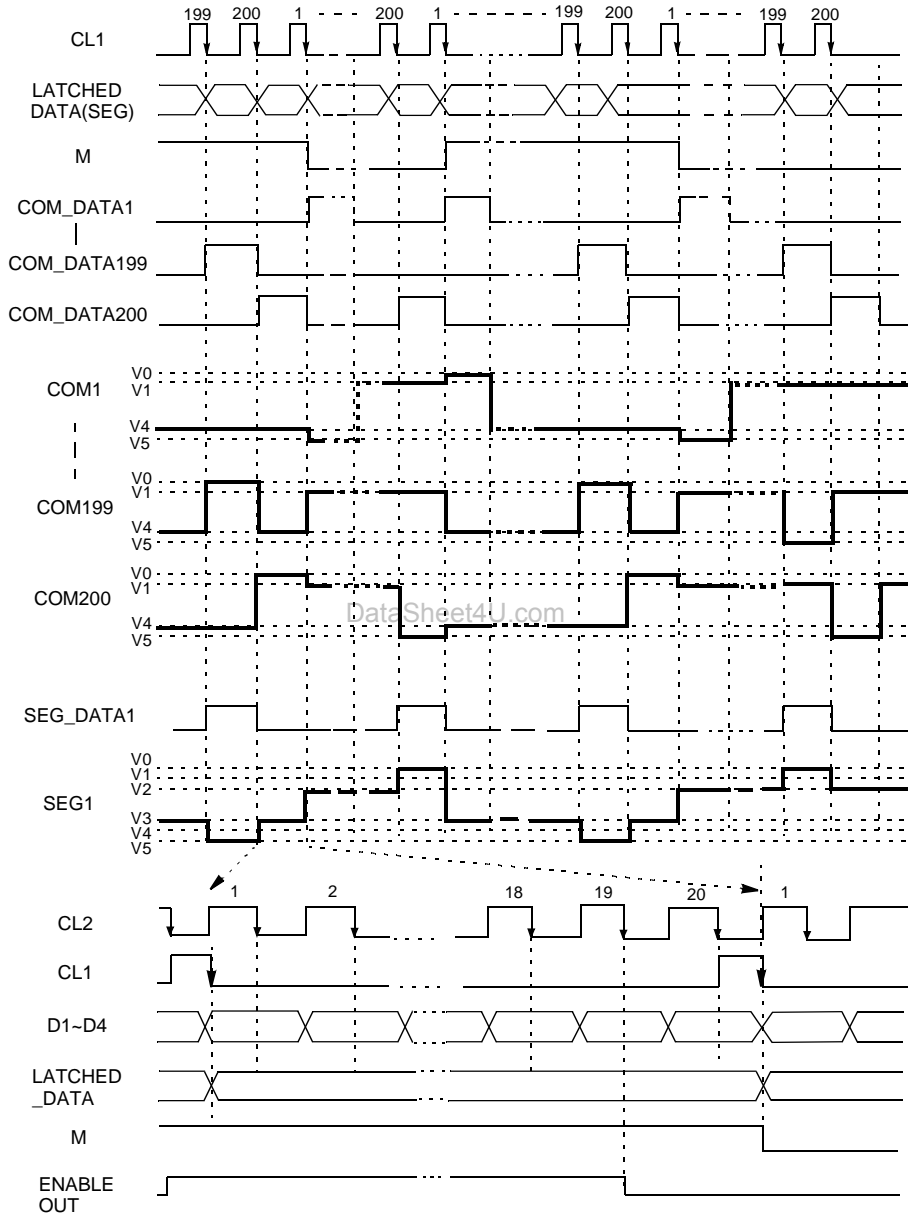 199 200 1 200 1 199 200 1 199 200
CL1
LATCHED
DATA(SEG)
M
COM_DATA1
COM_DATA199
COM_DATA200
V0
COM1
V1
V4
V5
V0
V1
COM199
V4
V5
V0
V1
COM200
DataSheet4U.com
V4
V5
SEG_DATA1
V0
V1
V2
SEG1
V3
V4
V5
1 2 18 19 20 1
CL2
CL1
D1~D4
LATCHED
_DATA
M
ENABLE
OUT